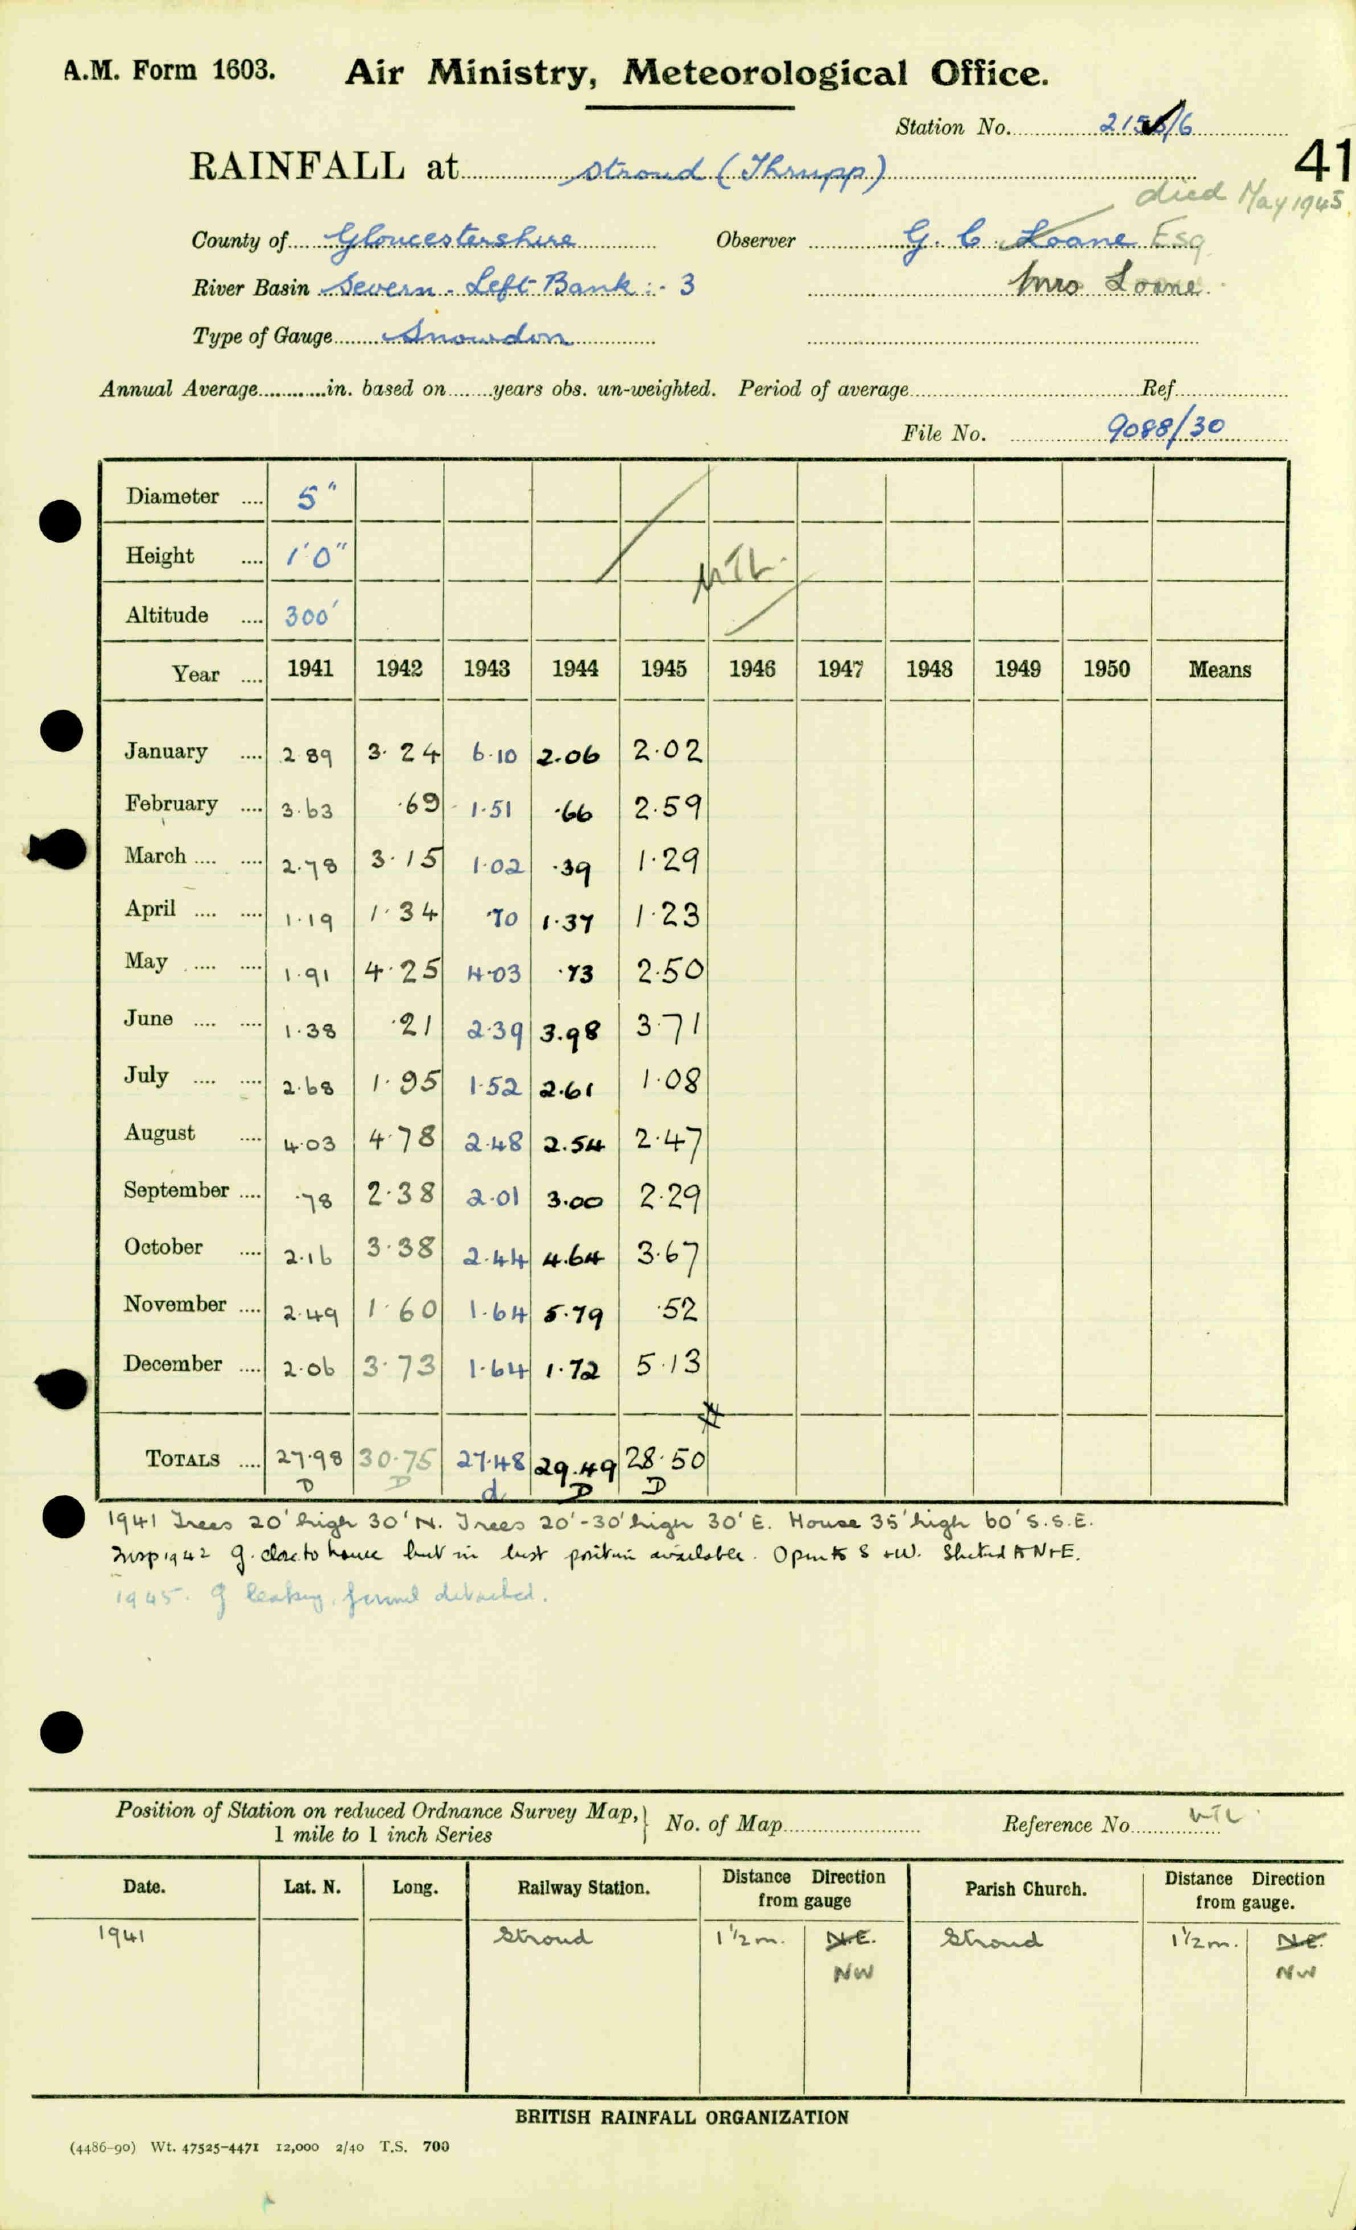 A.M. Form 1603. Air Ministry, Meteorological Office.
Station No. /6
41
RAINFALL at Stroud (Thrupp)
died May 1945
County of Gloucestershire Observer G. C. Loane Esq
River Basin Severn - Left Bank :- 3 Mrs Loane
Type of Gauge Snowdon
Annual Average in. based on years obs. un-weighted. Period of average Ref
File No. 9088/30
Diameter 5"
Height 1'0"
Altitude 300'
Year 1941 1942 1943 1944 1945 1946 1947 1948 1949 1950 Means
January 2.89 3.24 6.10 2.06 2.02
February 3.63 .69 1.51 .66 2.59
March 2.78 3.15 1.02 .39 1.29
April 1.19 1.34 .70 1.37 1.23
May 1.91 4.25 4.03 .73 2.50
June 1.38 .21 2.39 3.98 3.71
July 2.68 1.95 1.52 2.61 1.08
August 4.03 4.78 2.48 2.54 2.47
September .78 2.38 2.01 3.00 2.29
October 2.16 3.38 2.44 4.64 3.67
November 2.49 1.60 1.64 5.79 .52
December 2.06 3.73 1.64 1.72 5.13
TOTALS 27.98 30.75 27.48 29.49 28.50
D D d D D
1941 Trees 20' high 30' N. Trees 20'-30' high 30' E. House 35' high 60' S.S.E.
Insp 1942 g. close to house but in best position available. Open to S + W. Shelted to N + E.
1945. g leaking, funnel detached.
Position of Station on reduced Ordnance Survey Map,
1 mile to 1 inch Series No. of Map Reference No
Date. Lat. N. Long. Railway Station. Distance Direction from gauge Parish Church. Distance Direction from gauge.
1941 Stroud 1½ m. N.E. Stroud 1½ m. N.E.
NW NW
BRITISH RAINFALL ORGANIZATION
(4486-90) Wt. 47525-4471 12,000 2/40 T.S. 700